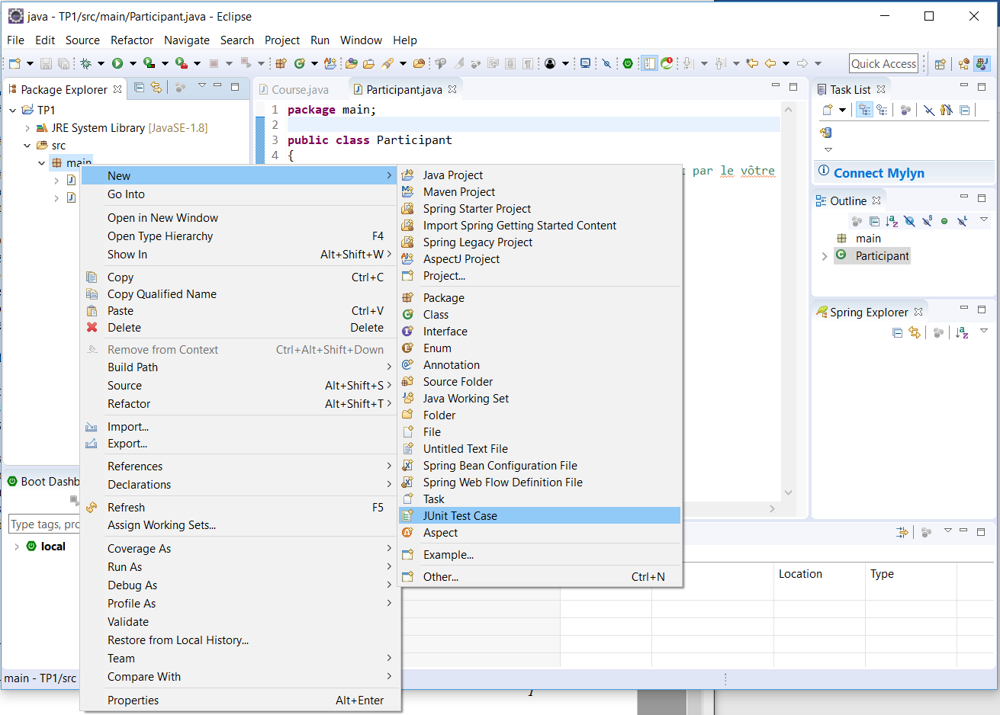 java - TP1/src/main/Participant.java - Eclipse
File Edit Source Refactor Navigate Search Project Run Window Help
Quick Access
Package Explorer
TP1
JRE System Library [JavaSE-1.8]
src
main
Course.java
Participant.java
1 package main;
2
3 public class Participant
4 {
par le vôtre
New
Go Into
Open in New Window
Open Type Hierarchy F4
Show In Alt+Shift+W
Copy Ctrl+C
Copy Qualified Name
Paste Ctrl+V
Delete Delete
Remove from Context Ctrl+Alt+Shift+Down
Build Path
Source Alt+Shift+S
Refactor Alt+Shift+T
Import...
Export...
References
Declarations
Refresh F5
Assign Working Sets...
Coverage As
Run As
Debug As
Profile As
Validate
Restore from Local History...
Team
Compare With
Properties Alt+Enter
Java Project
Maven Project
Spring Starter Project
Import Spring Getting Started Content
Spring Legacy Project
AspectJ Project
Project...
Package
Class
Interface
Enum
Annotation
Source Folder
Java Working Set
Folder
File
Untitled Text File
Spring Bean Configuration File
Spring Web Flow Definition File
Task
JUnit Test Case
Aspect
Example...
Other... Ctrl+N
Task List
Connect Mylyn
Outline
main
Participant
Spring Explorer
Boot Dashb
Type tags, pro
local
Location Type
main - TP1/src